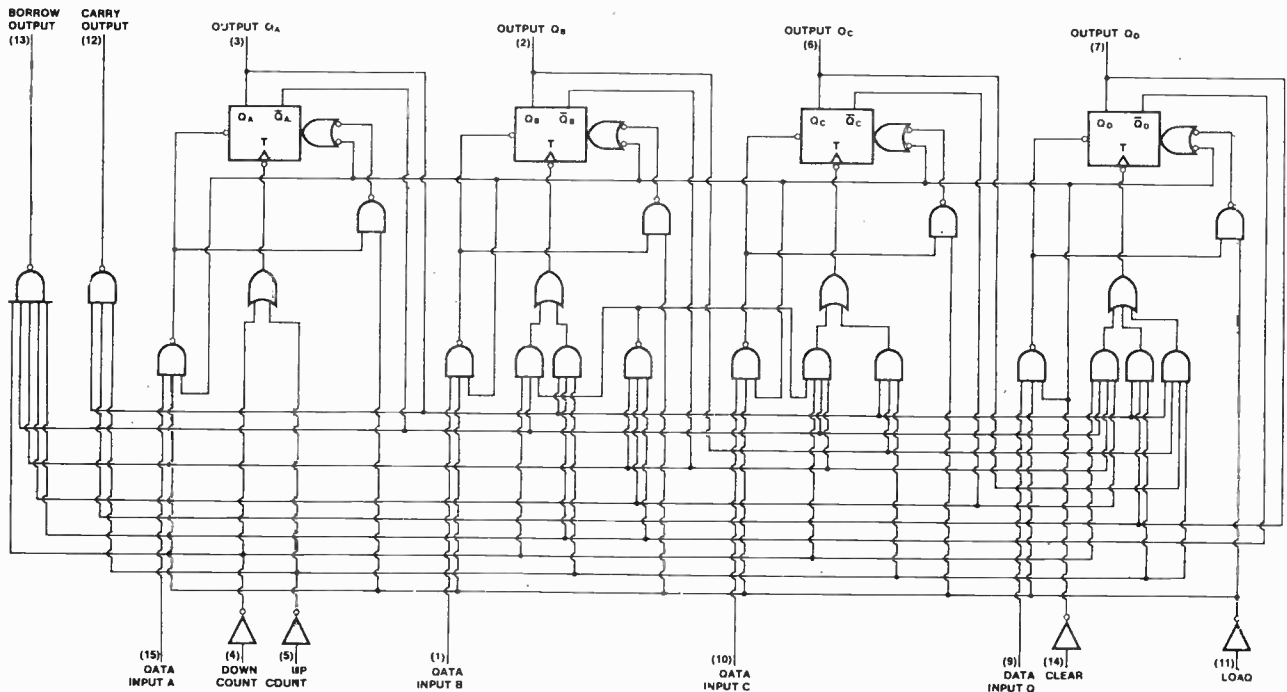 BORROW OUTPUT (13)
CARRY OUTPUT (12)
OUTPUT QA (3)
OUTPUT QB (2)
OUTPUT QC (6)
OUTPUT QD (7)
QA Q̄A T
QB Q̄B T
QC Q̄C T
QD Q̄D T
(15) QATA INPUT A
(4) DOWN COUNT
(5) UP COUNT
(1) QATA INPUT B
(10) QATA INPUT C
(9) DATA INPUT Q
(14) CLEAR
(11) LOAQ